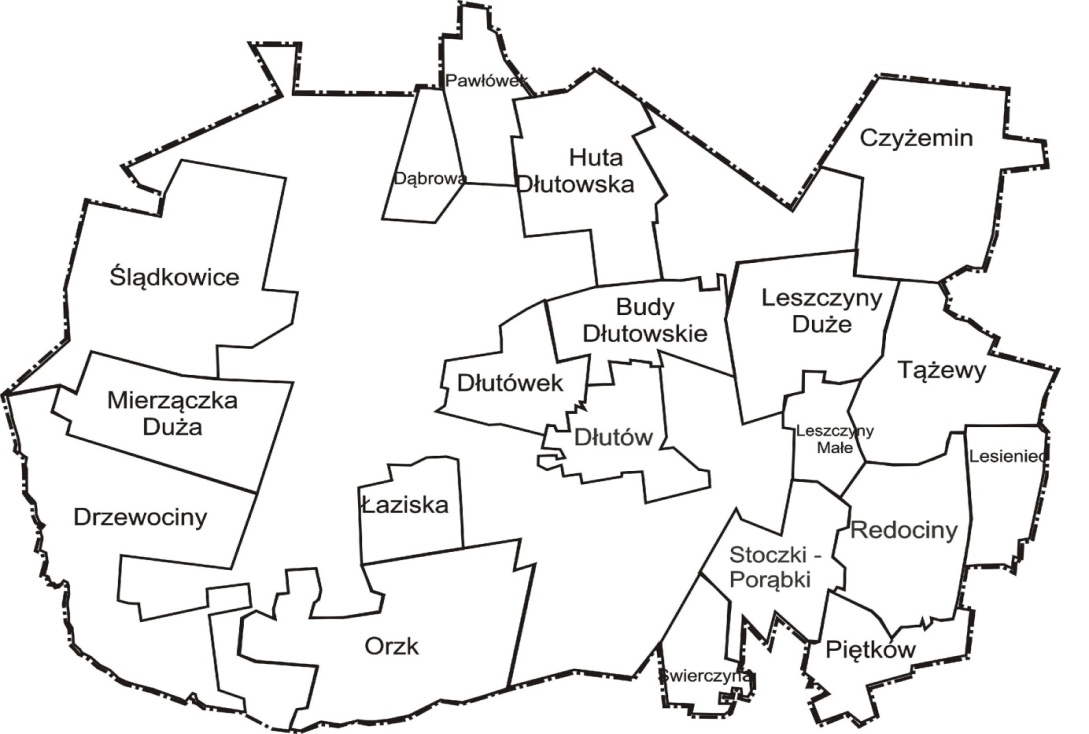 Pawłówek
Czyżemin
Huta
Dłutowska
Dąbrowa
Ślądkowice
Leszczyny
Duże
Budy
Dłutowskie
Tążewy
Dłutówek
Mierzączka
Duża
Leszczyny
Małe
Dłutów
Lesieniec
Łaziska
Drzewociny
Redociny
Stoczki -
Porąbki
Orzk
Piętków
Świerczyna